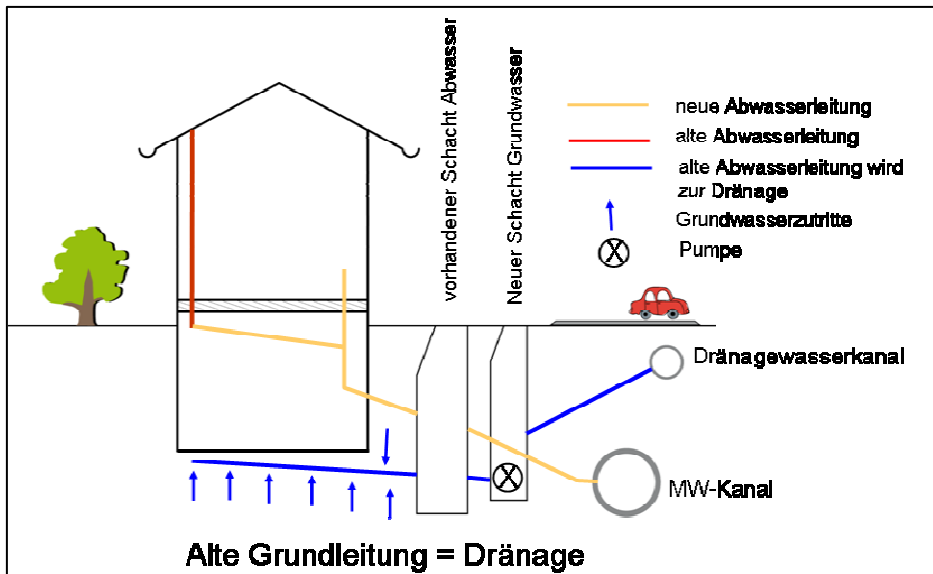 vorhandener Schacht Abwasser
Neuer Schacht Grundwasser
neue Abwasserleitung
alte Abwasserleitung
alte Abwasserleitung wird
zur Dränage
Grundwasserzutritte
Pumpe
Dränagewasserkanal
MW-Kanal
Alte Grundleitung = Dränage